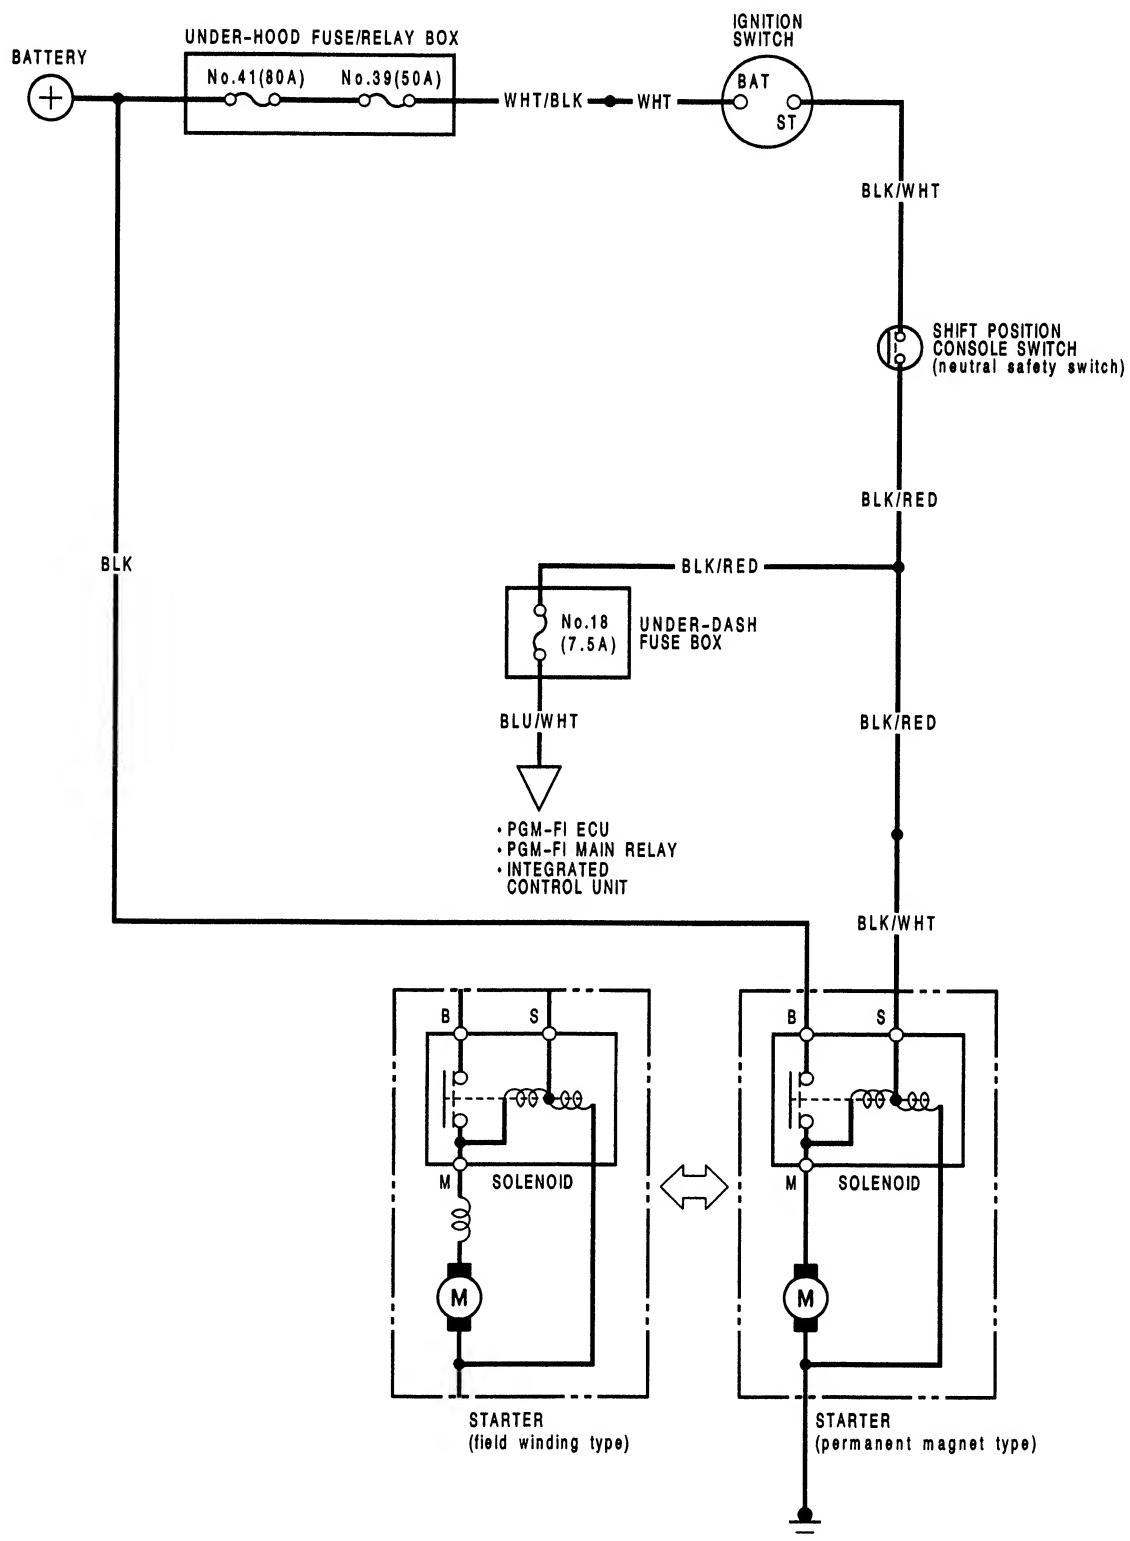 IGNITION
SWITCH
UNDER-HOOD FUSE/RELAY BOX
BATTERY
No.41(80A)
No.39(50A)
BAT
WHT/BLK
WHT
ST
BLK/WHT
SHIFT POSITION
CONSOLE SWITCH
(neutral safety switch)
BLK/RED
BLK
BLK/RED
No.18
(7.5A)
UNDER-DASH
FUSE BOX
BLU/WHT
BLK/RED
• PGM-FI ECU
• PGM-FI MAIN RELAY
• INTEGRATED
CONTROL UNIT
BLK/WHT
B
S
B
S
M
SOLENOID
M
SOLENOID
M
M
STARTER
(field winding type)
STARTER
(permanent magnet type)